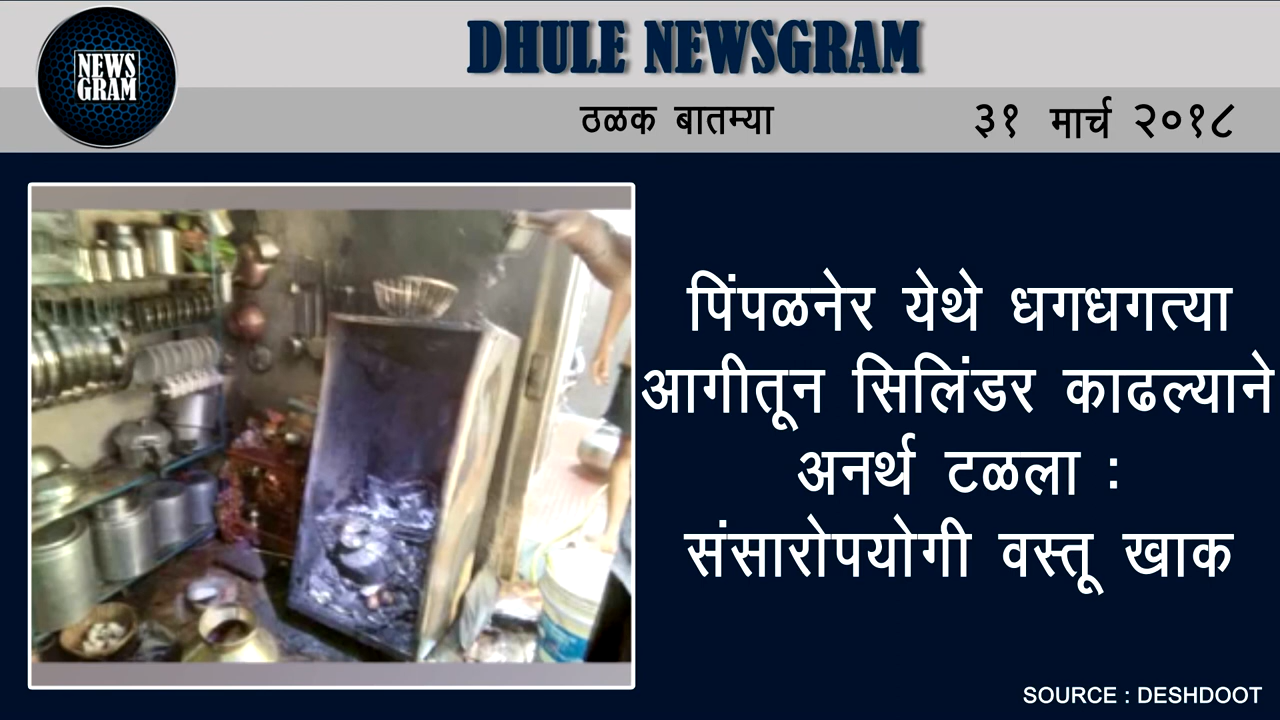 NEWS
GRAM
DHULE NEWSGRAM
ठळक बातम्या
३१ मार्च २०१८
पिंपळनेर येथे धगधगत्या
आगीतून सिलिंडर काढल्याने
अनर्थ टळला :
संसारोपयोगी वस्तू खाक
SOURCE : DESHDOOT